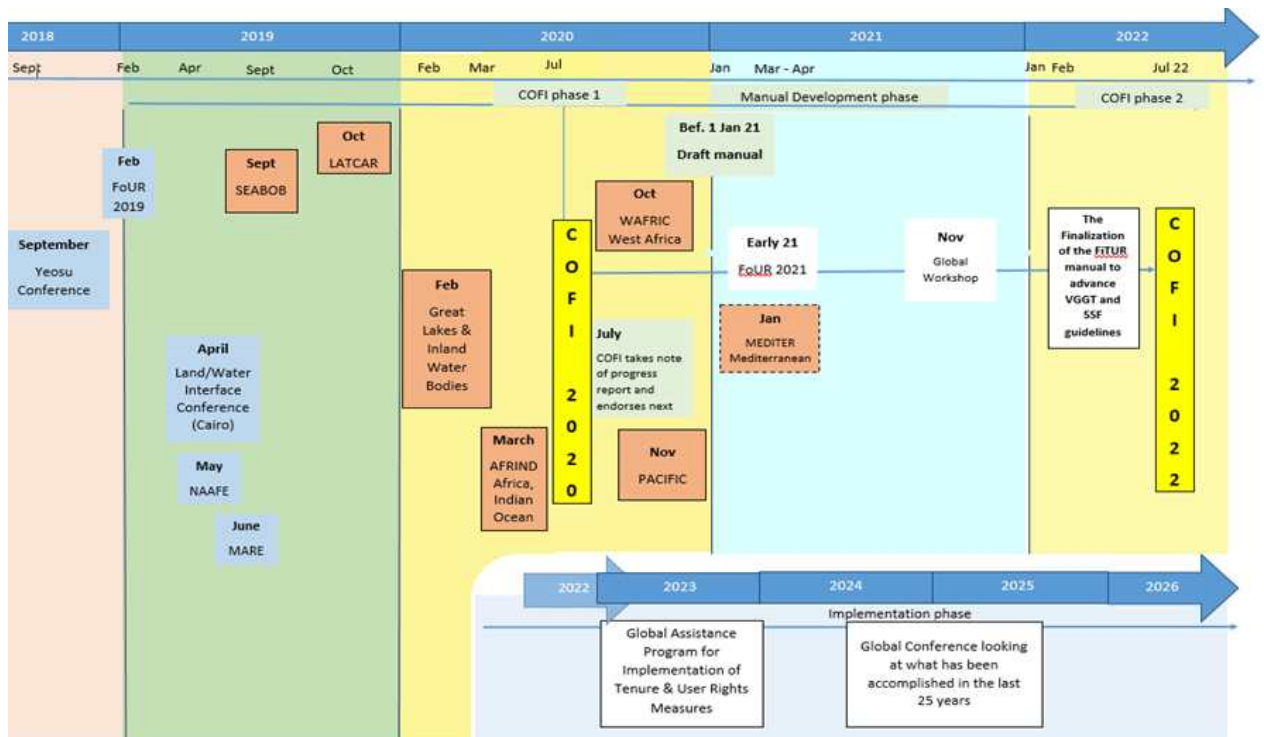 2018 2019 2020 2021 2022
Sept Feb Apr Sept Oct Feb Mar Jul Jan Mar - Apr Jan Feb Jul 22
COFI phase 1
Manual Development phase
COFI phase 2
September
Yeosu
Conference
Feb
FoUR
2019
Sept
SEABOB
Oct
LATCAR
April
Land/Water
Interface
Conference
(Cairo)
May
NAAFE
June
MARE
Feb
Great
Lakes &
Inland
Water
Bodies
March
AFRIND
Africa,
Indian
Ocean
C
O
F
I
2
0
2
0
Bef. 1 Jan 21
Draft manual
Oct
WAFRIC
West Africa
July
COFI takes note
of progress
report and
endorses next
Nov
PACIFIC
Early 21
FoUR 2021
Jan
MEDITER
Mediterranean
Nov
Global
Workshop
The
Finalization
of the FiTUR
manual to
advance
VGGT and
SSF
guidelines
C
O
F
I
2
0
2
2
2022 2023 2024 2025 2026
Implementation phase
Global Assistance
Program for
Implementation of
Tenure & User Rights
Measures
Global Conference looking
at what has been
accomplished in the last
25 years